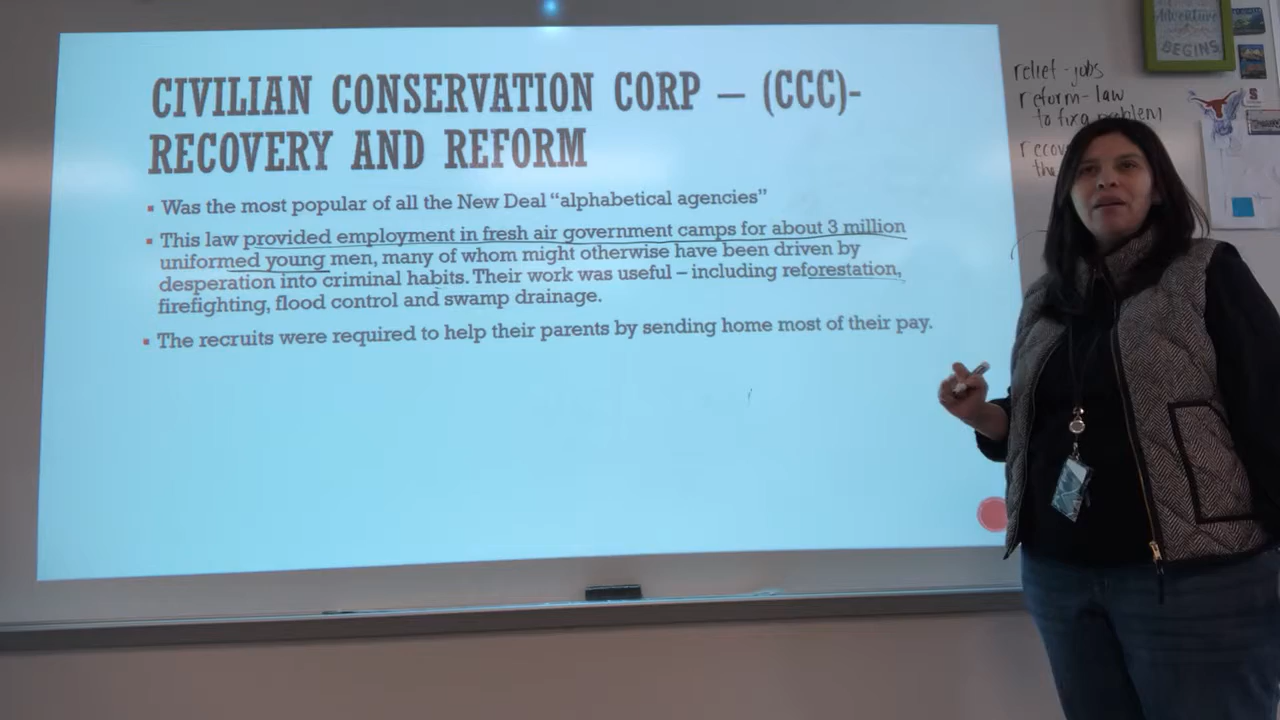 CIVILIAN CONSERVATION CORP – (CCC)-
RECOVERY AND REFORM
Was the most popular of all the New Deal “alphabetical agencies”
This law provided employment in fresh air government camps for about 3 million
uniformed young men, many of whom might otherwise have been driven by
desperation into criminal habits. Their work was useful – including reforestation,
firefighting, flood control and swamp drainage.
The recruits were required to help their parents by sending home most of their pay.
relief - jobs
reform - law
to fix a problem
the
Adventure
BEGINS